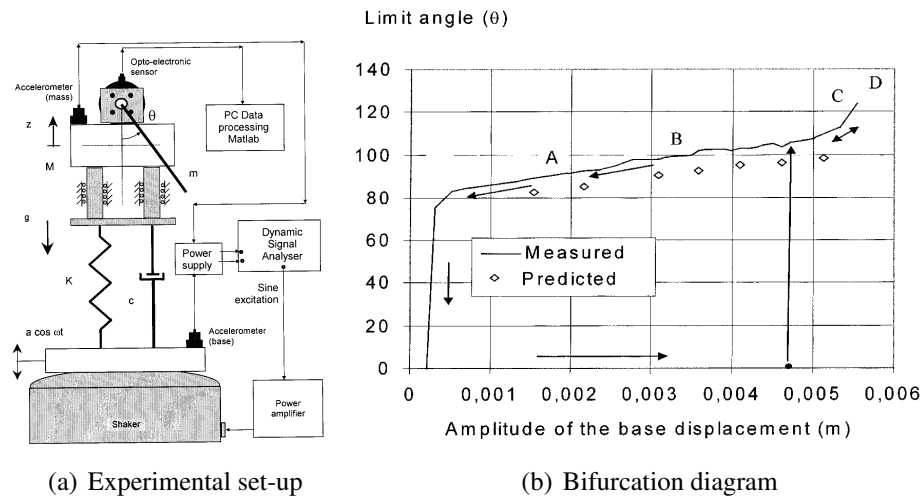 Accelerometer
(mass)
Opto-electronic
sensor
PC Data
processing
Matlab
θ
z
M
m
g
Power
supply
Dynamic
Signal
Analyser
K
c
Sine
excitation
a cos ωt
Accelerometer
(base)
Shaker
Power
amplifier
(a) Experimental set-up
Limit angle (θ)
140
120
100
80
60
40
20
0
A
B
C
D
Measured
Predicted
0 0,001 0,002 0,003 0,004 0,005 0,006
Amplitude of the base displacement (m)
(b) Bifurcation diagram